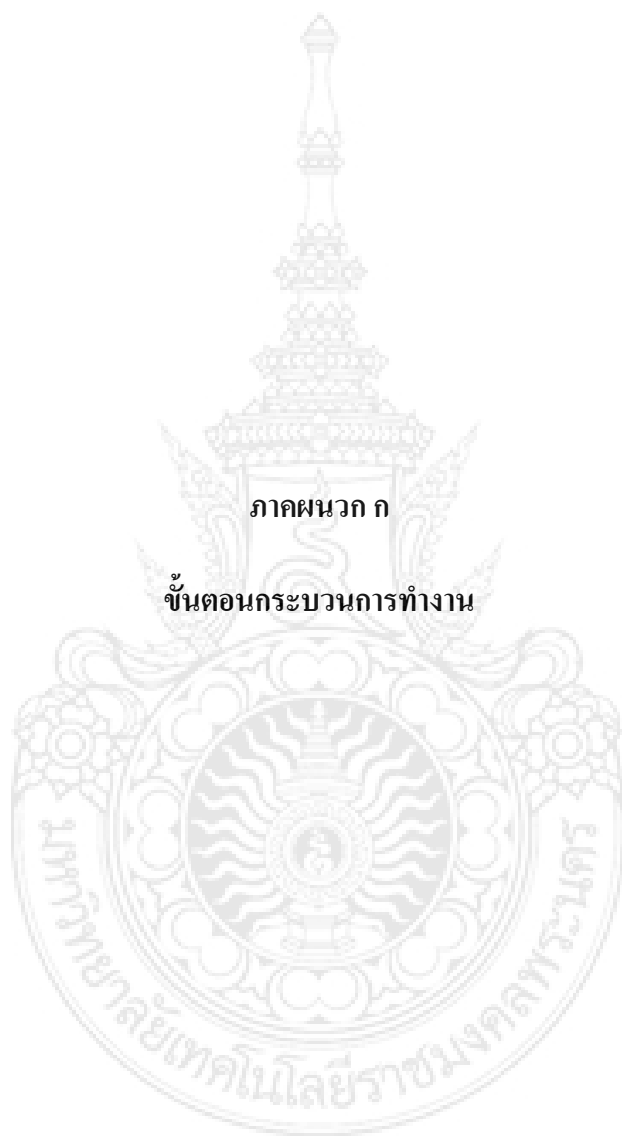 ภาคผนวก ก
ขั้นตอนกระบวนการทำงาน
มหาวิทยาลัยเทคโนโลยีราชมงคลพระนคร